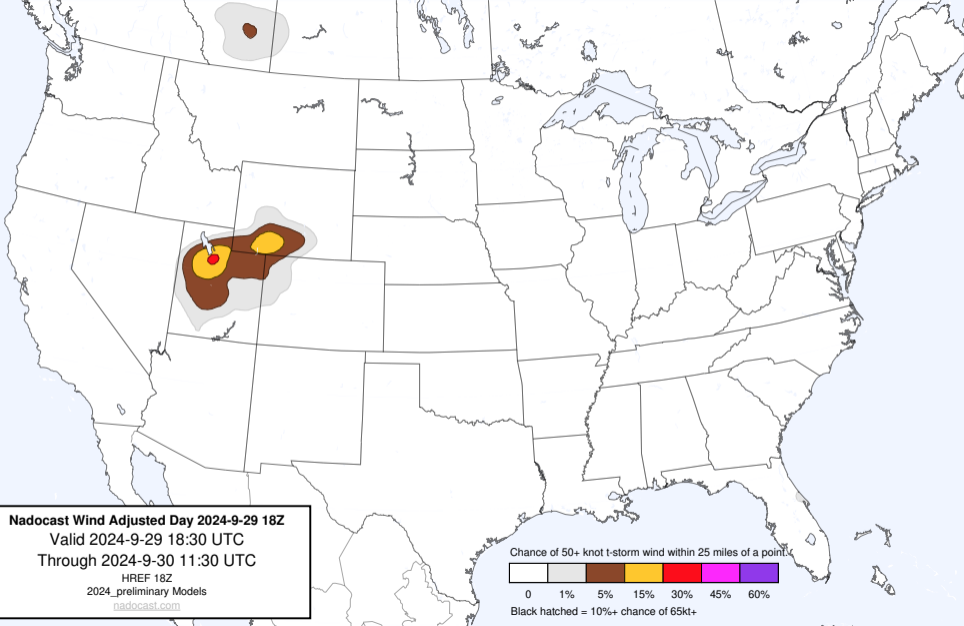 Nadocast Wind Adjusted Day 2024-9-29 18Z
Valid 2024-9-29 18:30 UTC
Through 2024-9-30 11:30 UTC
HREF 18Z
2024_preliminary Models
nadocast.com
Chance of 50+ knot t-storm wind within 25 miles of a point.
0 1% 5% 15% 30% 45% 60%
Black hatched = 10%+ chance of 65kt+